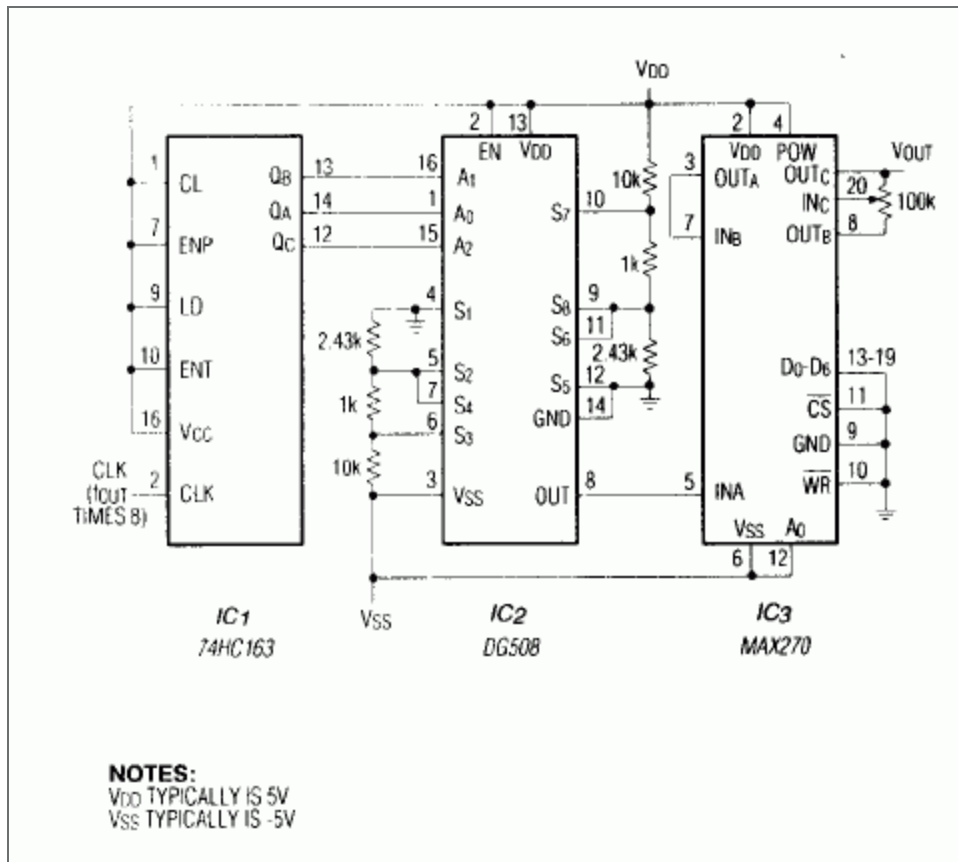 VDD
2 13 2 4
1 CL QB 13 16 A1 EN VDD 10k 3 OUTA VDD POW OUTC VOUT
QA 14 1 A0 S7 10 INC 20 100k
7 ENP QC 12 15 A2 1k 7 INB OUTB 8
9 LD 4 S1 S8 9
2.43k S6 11 2.43k
10 ENT 5 S2 S5 12 D0-D6 13-19
7 S4 GND 14 CS 11
1k 6 S3 GND 9
16 VCC 10k WR 10
CLK 2 CLK 3 VSS OUT 8 5 INA
(fOUT
TIMES 8)
VSS A0
6 12
VSS
IC1 IC2 IC3
74HC163 DG508 MAX270
NOTES:
VDD TYPICALLY IS 5V
VSS TYPICALLY IS -5V